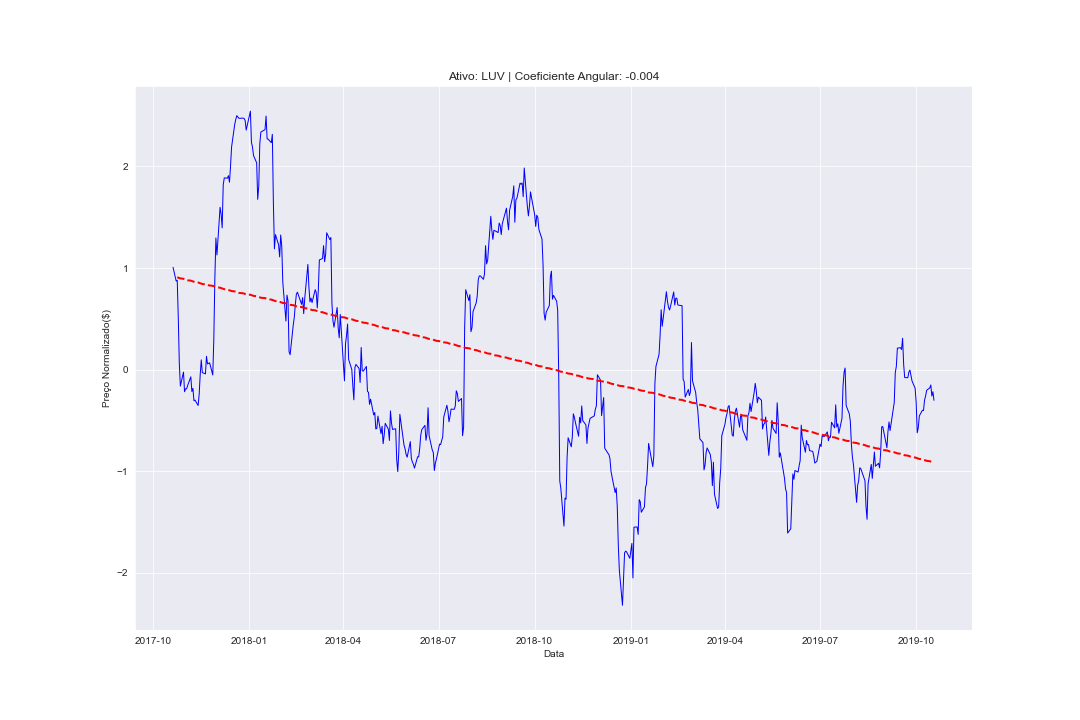 Ativo: LUV | Coeficiente Angular: -0.004
Preço Normalizado($)
2
1
0
−1
−2
2017-10 2018-01 2018-04 2018-07 2018-10 2019-01 2019-04 2019-07 2019-10
Data